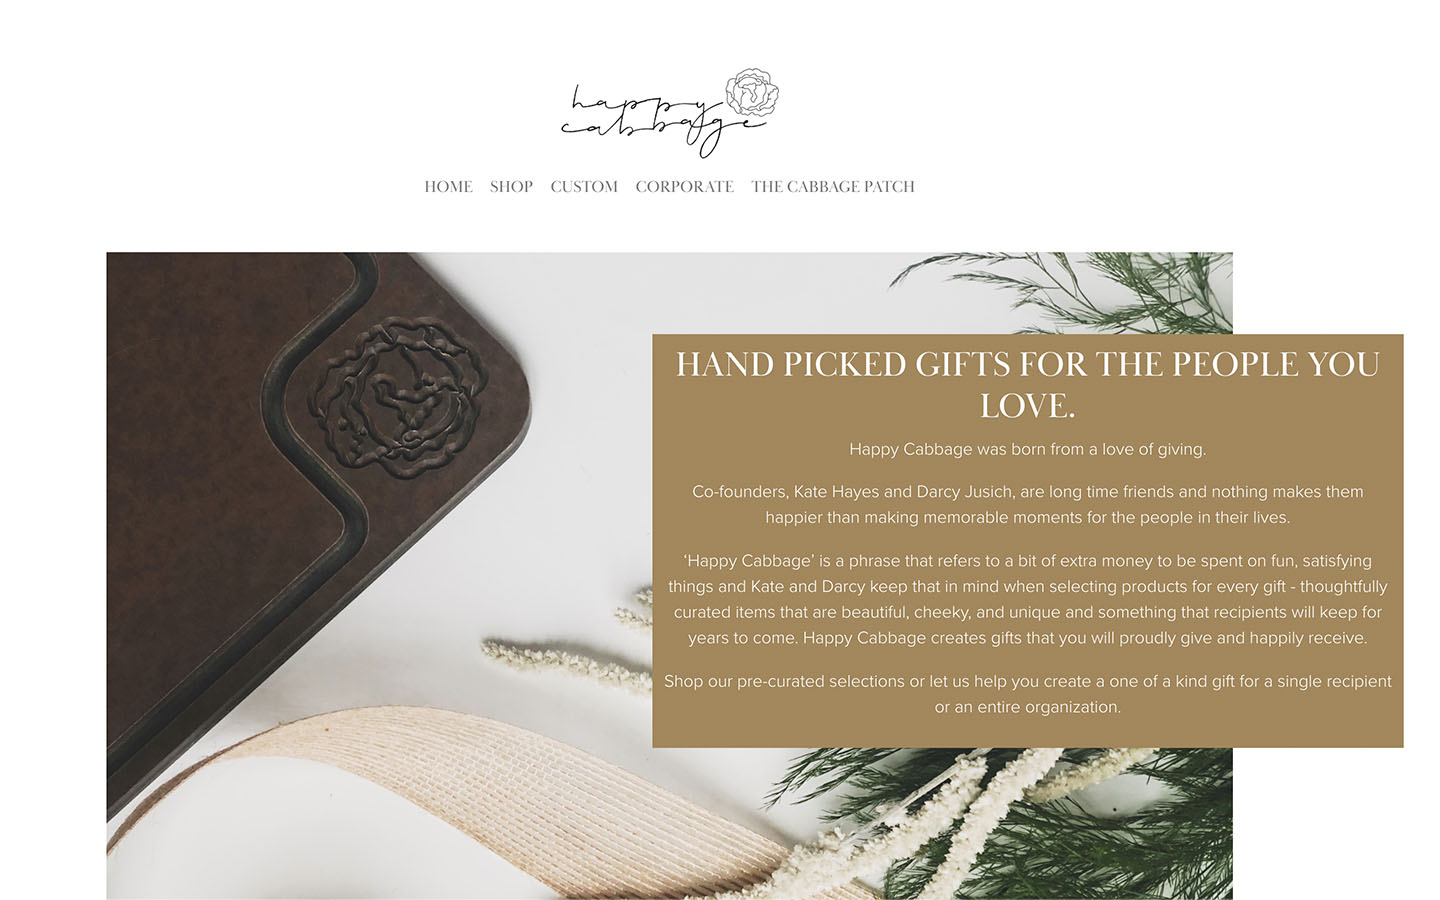 happy
cabbage
HOME SHOP CUSTOM CORPORATE THE CABBAGE PATCH
HAND PICKED GIFTS FOR THE PEOPLE YOU
LOVE.
Happy Cabbage was born from a love of giving.
Co-founders, Kate Hayes and Darcy Jusich, are long time friends and nothing makes them
happier than making memorable moments for the people in their lives.
‘Happy Cabbage’ is a phrase that refers to a bit of extra money to be spent on fun, satisfying
things and Kate and Darcy keep that in mind when selecting products for every gift - thoughtfully
curated items that are beautiful, cheeky, and unique and something that recipients will keep for
years to come. Happy Cabbage creates gifts that you will proudly give and happily receive.
Shop our pre-curated selections or let us help you create a one of a kind gift for a single recipient
or an entire organization.